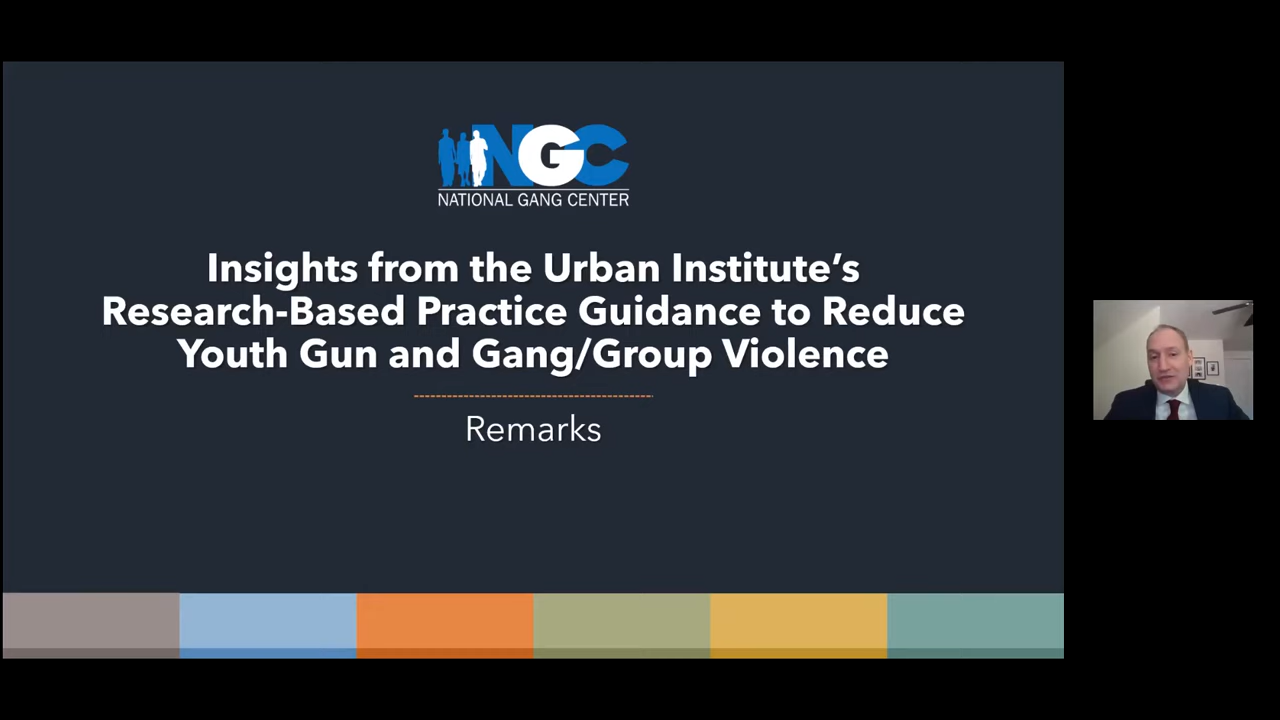 NGC
NATIONAL GANG CENTER
Insights from the Urban Institute’s
Research-Based Practice Guidance to Reduce
Youth Gun and Gang/Group Violence
Remarks